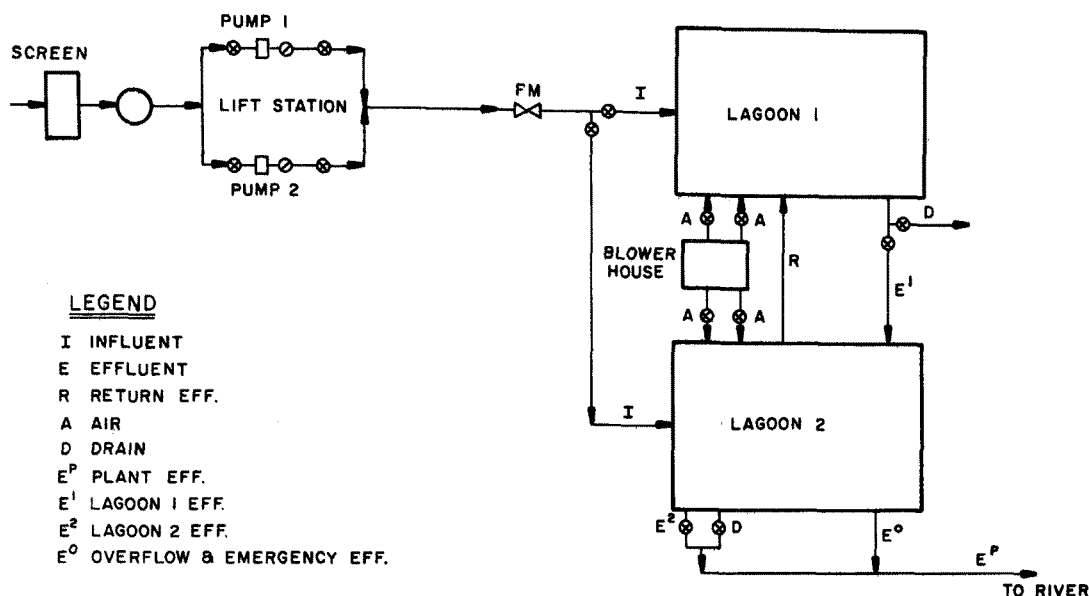 PUMP 1
SCREEN
LIFT STATION
PUMP 2
FM
I
LAGOON 1
A A
BLOWER
HOUSE
R
D
E¹
A A
I
LAGOON 2
E² D
E⁰
Eᴾ
TO RIVER
LEGEND
I INFLUENT
E EFFLUENT
R RETURN EFF.
A AIR
D DRAIN
Eᴾ PLANT EFF.
E¹ LAGOON 1 EFF.
E² LAGOON 2 EFF.
E⁰ OVERFLOW & EMERGENCY EFF.